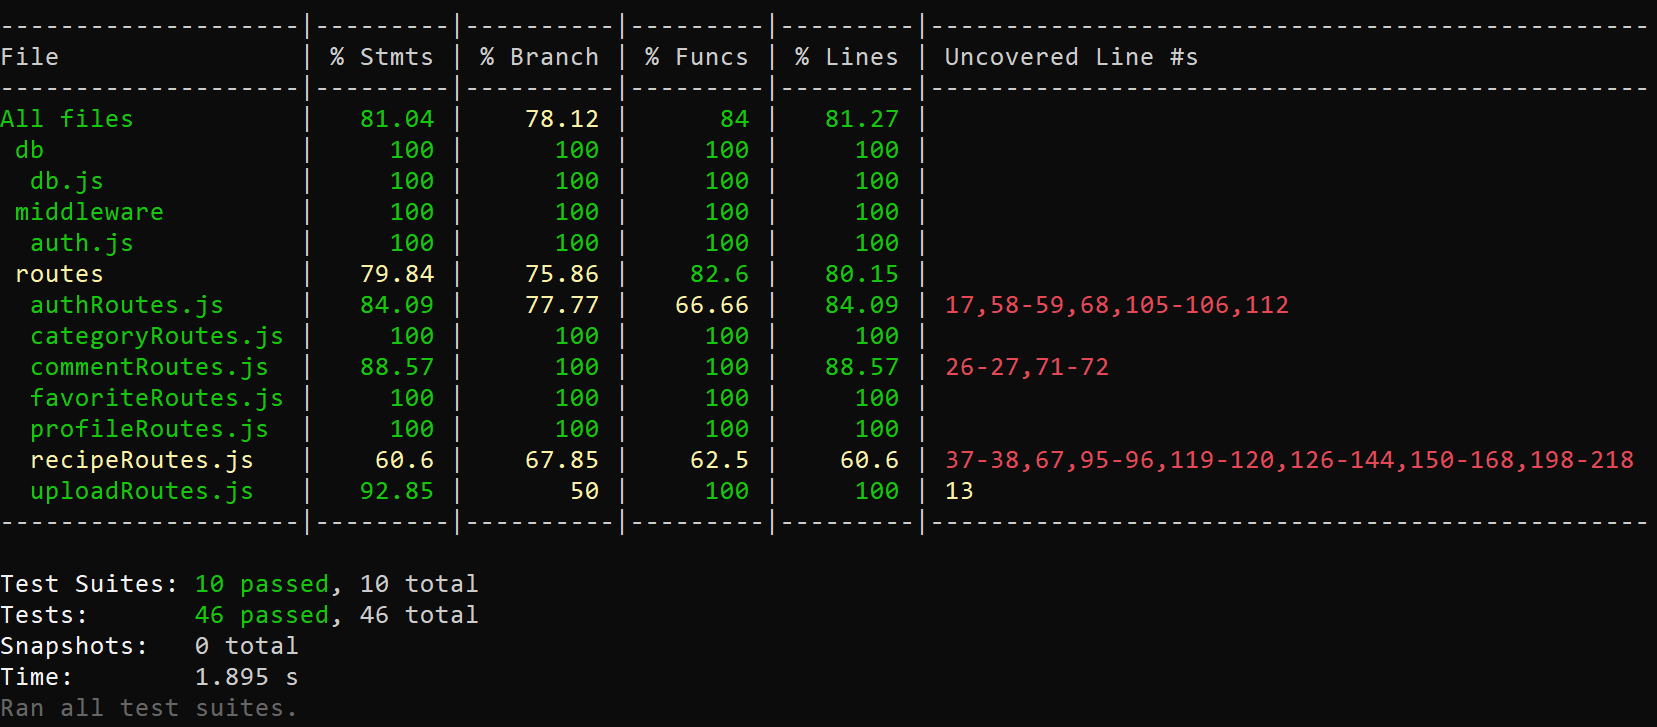 --------------------|---------|----------|---------|---------|------------------------------------------------
File                | % Stmts | % Branch | % Funcs | % Lines | Uncovered Line #s
--------------------|---------|----------|---------|---------|------------------------------------------------
All files           |   81.04 |    78.12 |      84 |   81.27 |
 db                 |     100 |      100 |     100 |     100 |
  db.js             |     100 |      100 |     100 |     100 |
 middleware         |     100 |      100 |     100 |     100 |
  auth.js           |     100 |      100 |     100 |     100 |
 routes             |   79.84 |    75.86 |    82.6 |   80.15 |
  authRoutes.js     |   84.09 |    77.77 |   66.66 |   84.09 | 17,58-59,68,105-106,112
  categoryRoutes.js |     100 |      100 |     100 |     100 |
  commentRoutes.js  |   88.57 |      100 |     100 |   88.57 | 26-27,71-72
  favoriteRoutes.js |     100 |      100 |     100 |     100 |
  profileRoutes.js  |     100 |      100 |     100 |     100 |
  recipeRoutes.js   |    60.6 |    67.85 |    62.5 |    60.6 | 37-38,67,95-96,119-120,126-144,150-168,198-218
  uploadRoutes.js   |   92.85 |       50 |     100 |     100 | 13
--------------------|---------|----------|---------|---------|------------------------------------------------
Test Suites: 10 passed, 10 total
Tests:       46 passed, 46 total
Snapshots:   0 total
Time:        1.895 s
Ran all test suites.